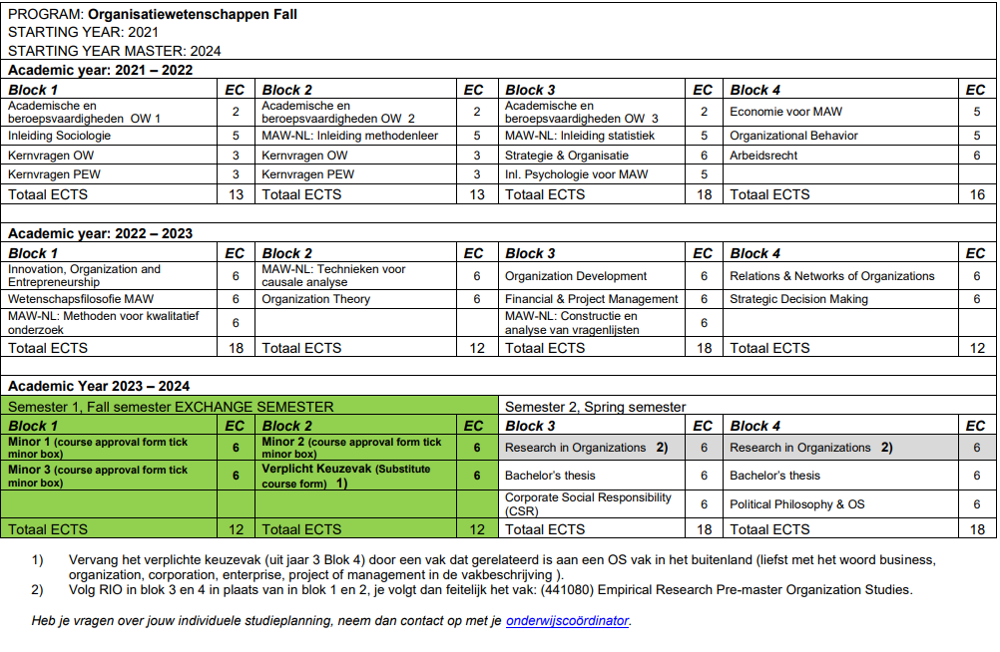 PROGRAM: Organisatiewetenschappen Fall
STARTING YEAR: 2021
STARTING YEAR MASTER: 2024
Academic year: 2021 – 2022
Block 1 EC Block 2 EC Block 3 EC Block 4 EC
Academische en beroepsvaardigheden OW 1 2 Academische en beroepsvaardigheden OW 2 2 Academische en beroepsvaardigheden OW 3 2 Economie voor MAW 5
Inleiding Sociologie 5 MAW-NL: Inleiding methodenleer 5 MAW-NL: Inleiding statistiek 5 Organizational Behavior 5
Kernvragen OW 3 Kernvragen OW 3 Strategie & Organisatie 6 Arbeidsrecht 6
Kernvragen PEW 3 Kernvragen PEW 3 Inl. Psychologie voor MAW 5
Totaal ECTS 13 Totaal ECTS 13 Totaal ECTS 18 Totaal ECTS 16
Academic year: 2022 – 2023
Block 1 EC Block 2 EC Block 3 EC Block 4 EC
Innovation, Organization and Entrepreneurship 6 MAW-NL: Technieken voor causale analyse 6 Organization Development 6 Relations & Networks of Organizations 6
Wetenschapsfilosofie MAW 6 Organization Theory 6 Financial & Project Management 6 Strategic Decision Making 6
MAW-NL: Methoden voor kwalitatief onderzoek 6 MAW-NL: Constructie en analyse van vragenlijsten 6
Totaal ECTS 18 Totaal ECTS 12 Totaal ECTS 18 Totaal ECTS 12
Academic Year 2023 – 2024
Semester 1, Fall semester EXCHANGE SEMESTER Semester 2, Spring semester
Block 1 EC Block 2 EC Block 3 EC Block 4 EC
Minor 1 (course approval form tick minor box) 6 Minor 2 (course approval form tick minor box) 6 Research in Organizations 2) 6 Research in Organizations 2) 6
Minor 3 (course approval form tick minor box) 6 Verplicht Keuzevak (Substitute course form) 1) 6 Bachelor's thesis 6 Bachelor's thesis 6
Corporate Social Responsibility (CSR) 6 Political Philosophy & OS 6
Totaal ECTS 12 Totaal ECTS 12 Totaal ECTS 18 Totaal ECTS 18
1) Vervang het verplichte keuzevak (uit jaar 3 Blok 4) door een vak dat gerelateerd is aan een OS vak in het buitenland (liefst met het woord business,
organization, corporation, enterprise, project of management in de vakbeschrijving ).
2) Volg RIO in blok 3 en 4 in plaats van in blok 1 en 2, je volgt dan feitelijk het vak: (441080) Empirical Research Pre-master Organization Studies.
Heb je vragen over jouw individuele studieplanning, neem dan contact op met je onderwijscoördinator.